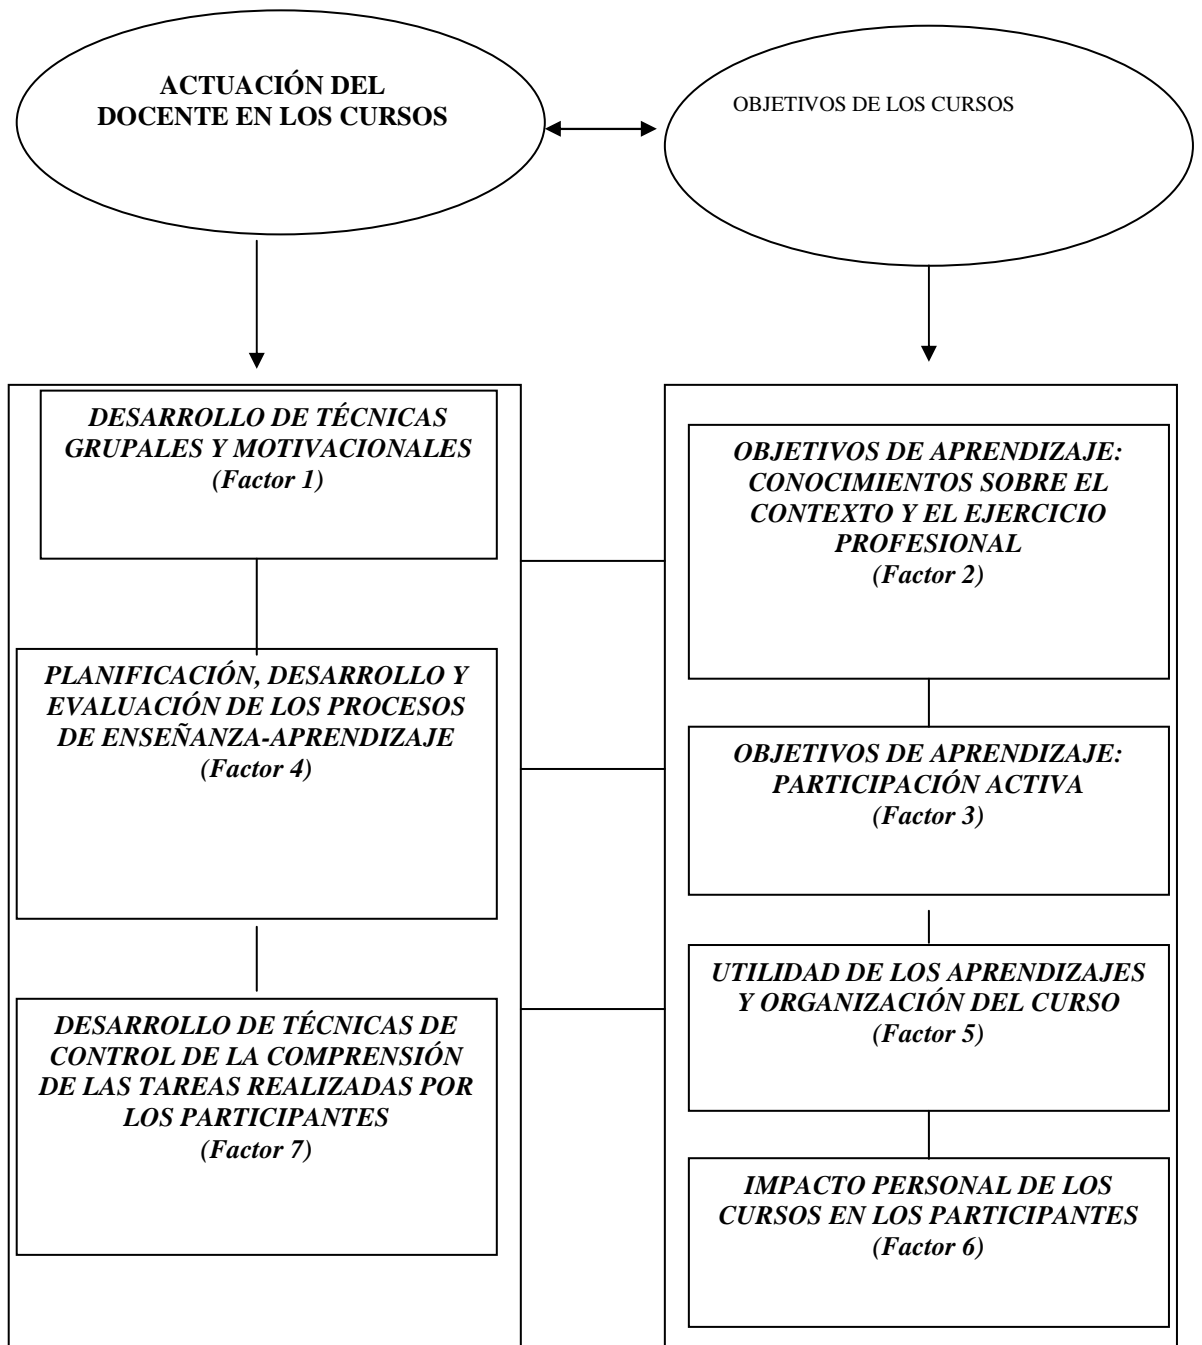 ACTUACIÓN DEL
DOCENTE EN LOS CURSOS
OBJETIVOS DE LOS CURSOS
DESARROLLO DE TÉCNICAS
GRUPALES Y MOTIVACIONALES
(Factor 1)
PLANIFICACIÓN, DESARROLLO Y
EVALUACIÓN DE LOS PROCESOS
DE ENSEÑANZA-APRENDIZAJE
(Factor 4)
DESARROLLO DE TÉCNICAS DE
CONTROL DE LA COMPRENSIÓN
DE LAS TAREAS REALIZADAS POR
LOS PARTICIPANTES
(Factor 7)
OBJETIVOS DE APRENDIZAJE:
CONOCIMIENTOS SOBRE EL
CONTEXTO Y EL EJERCICIO
PROFESIONAL
(Factor 2)
OBJETIVOS DE APRENDIZAJE:
PARTICIPACIÓN ACTIVA
(Factor 3)
UTILIDAD DE LOS APRENDIZAJES
Y ORGANIZACIÓN DEL CURSO
(Factor 5)
IMPACTO PERSONAL DE LOS
CURSOS EN LOS PARTICIPANTES
(Factor 6)